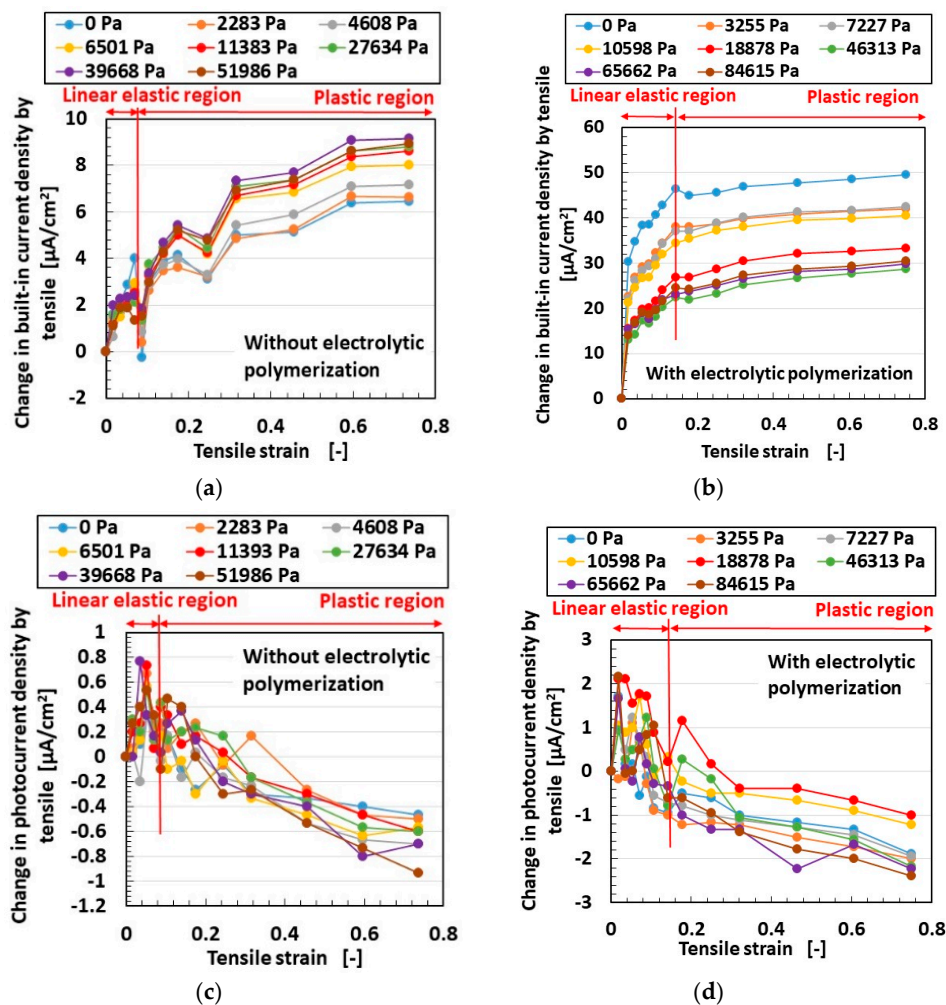 0 Pa 2283 Pa 4608 Pa
6501 Pa 11383 Pa 27634 Pa
39668 Pa 51986 Pa
Linear elastic region
Plastic region
Change in built-in current density by
tensile [µA/cm²]
10
8
6
4
2
0
-2
Without electrolytic
polymerization
0 0.2 0.4 0.6 0.8
Tensile strain [-]
(a)
0 Pa 3255 Pa 7227 Pa
10598 Pa 18878 Pa 46313 Pa
65662 Pa 84615 Pa
Linear elastic region
Plastic region
Change in built-in current density by tensile
[µA/cm²]
60
50
40
30
20
10
0
With electrolytic polymerization
0 0.2 0.4 0.6 0.8
Tensile strain [-]
(b)
0 Pa 2283 Pa 4608 Pa
6501 Pa 11393 Pa 27634 Pa
39668 Pa 51986 Pa
Linear elastic region
Plastic region
Change in photocurrent density by
tensile [µA/cm²]
1
0.8
0.6
0.4
0.2
0
-0.2
-0.4
-0.6
-0.8
-1
-1.2
Without electrolytic
polymerization
0 0.2 0.4 0.6 0.8
Tensile strain [-]
(c)
0 Pa 3255 Pa 7227 Pa
10598 Pa 18878 Pa 46313 Pa
65662 Pa 84615 Pa
Linear elastic region
Plastic region
Change in photocurrent density by
tensile [µA/cm²]
3
2
1
0
-1
-2
-3
With electrolytic
polymerization
0 0.2 0.4 0.6 0.8
Tensile strain [-]
(d)